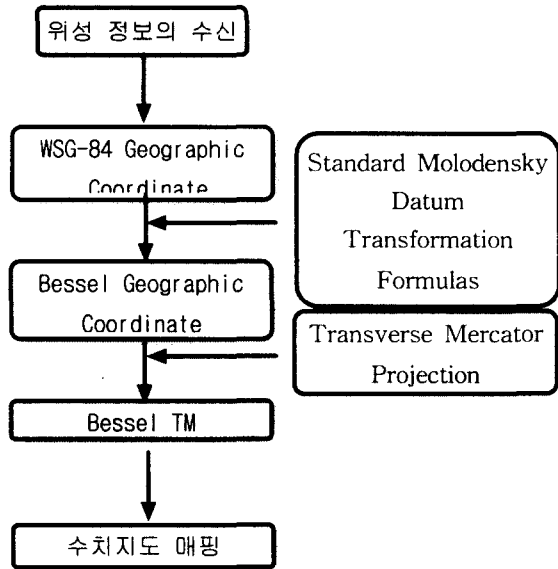 위성 정보의 수신
WSG-84 Geographic
Coordinate
Standard Molodensky
Datum
Transformation
Formulas
Bessel Geographic
Coordinate
Transverse Mercator
Projection
Bessel TM
수치지도 매핑